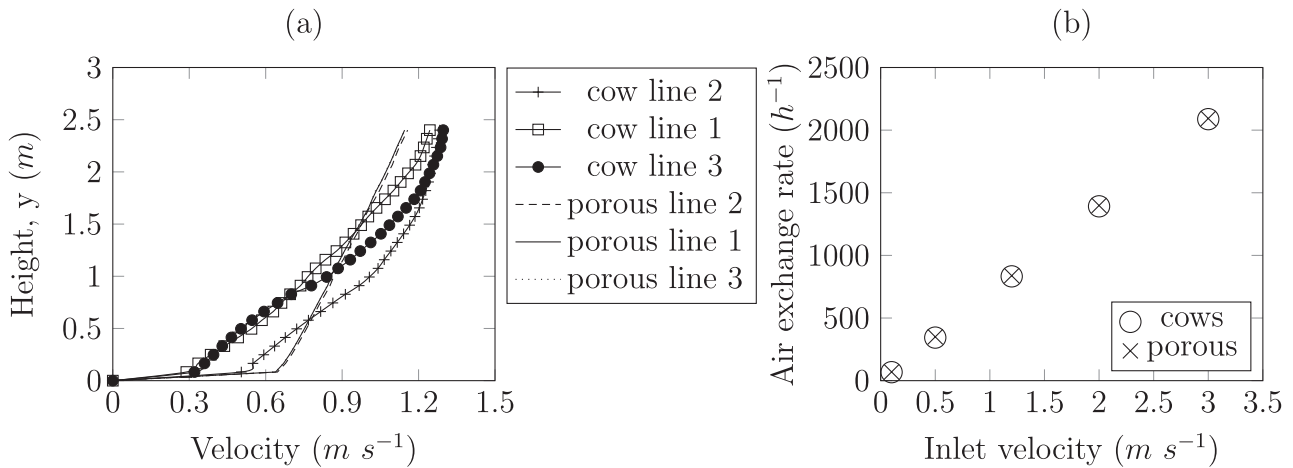 (a)
3
2.5
2
1.5
1
0.5
0
0 0.3 0.6 0.9 1.2 1.5
Height, y (m)
Velocity (m s⁻¹)
cow line 2
cow line 1
cow line 3
porous line 2
porous line 1
porous line 3
(b)
2500
2000
1500
1000
500
0
0 0.5 1 1.5 2 2.5 3 3.5
Air exchange rate (h⁻¹)
Inlet velocity (m s⁻¹)
cows
porous